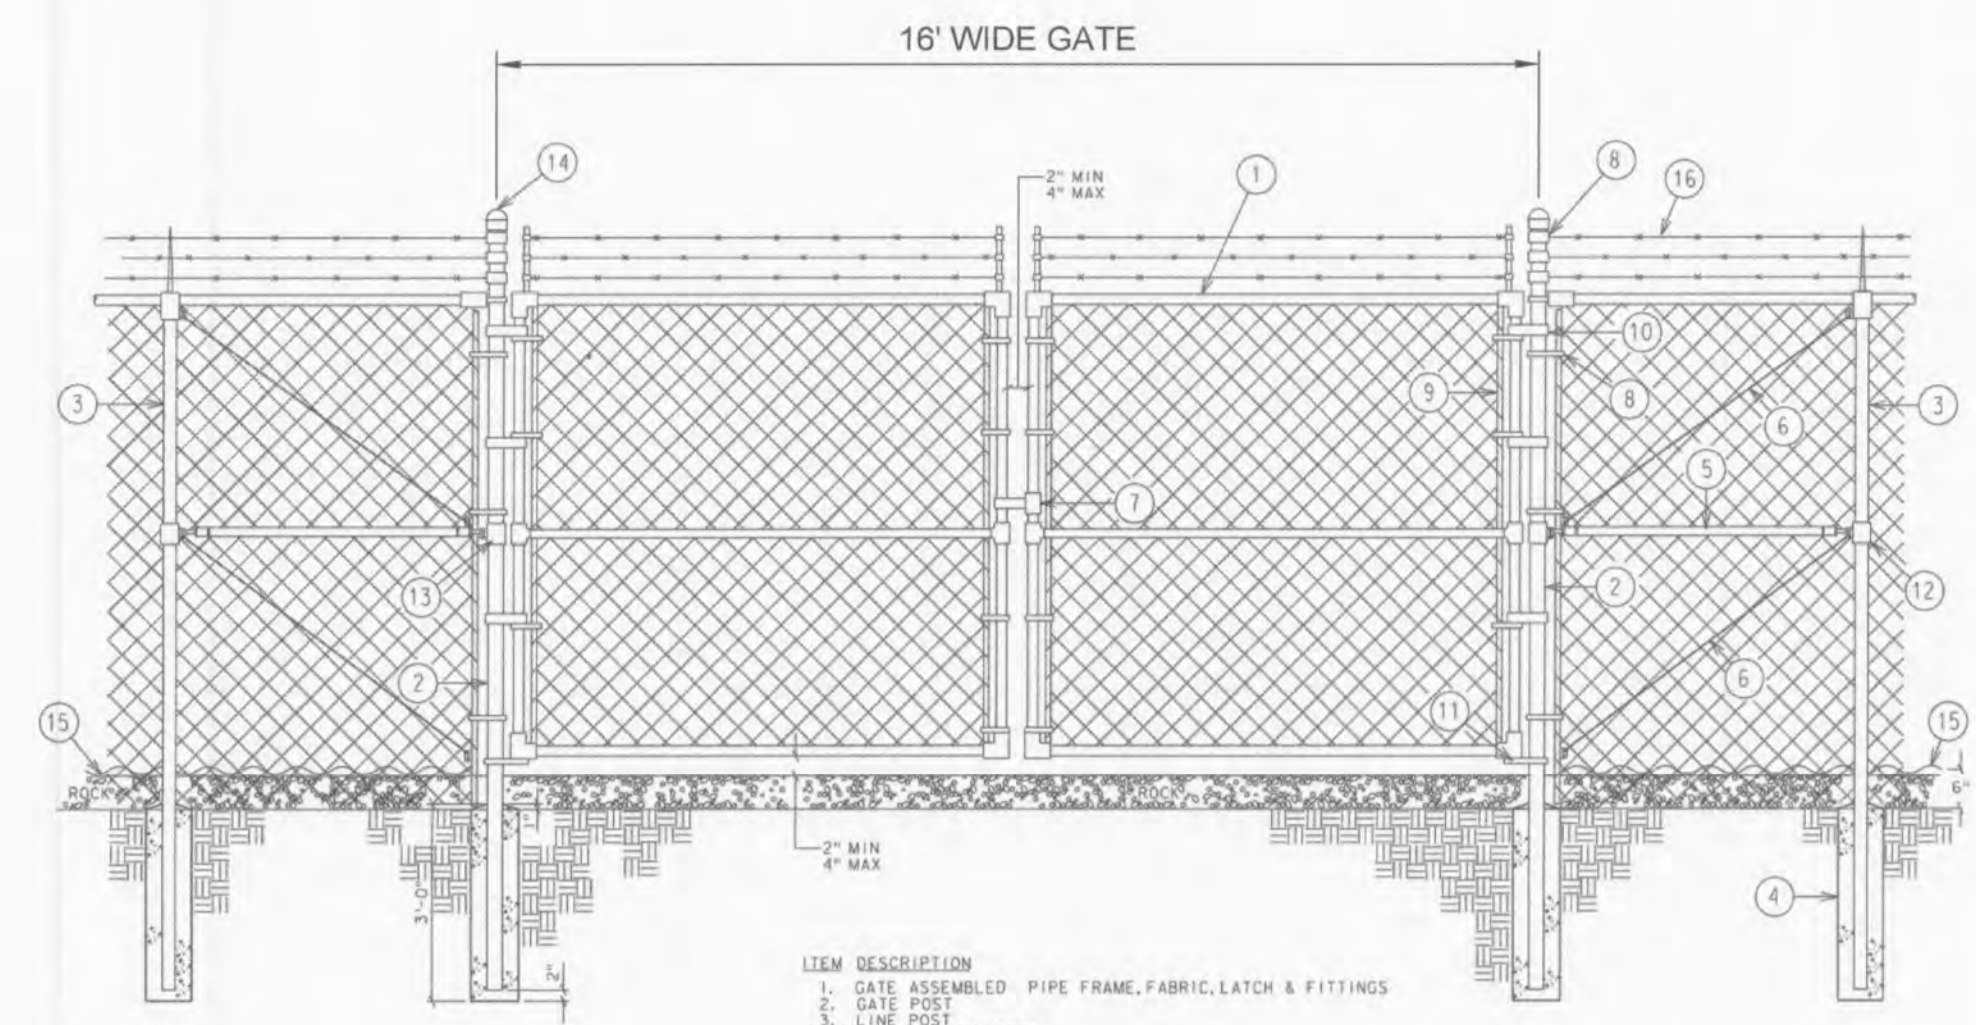 16' WIDE GATE
14
8
16
1
2" MIN
4" MAX
10
3
9
8
6
3
5
7
13
2
12
2
6
11
15
15
ROCK
ROCK
6"
1"
2" MIN
4" MAX
3'-0"
4
2"
ITEM DESCRIPTION
1. GATE ASSEMBLED PIPE FRAME, FABRIC, LATCH & FITTINGS
2. GATE POST
3. LINE POST